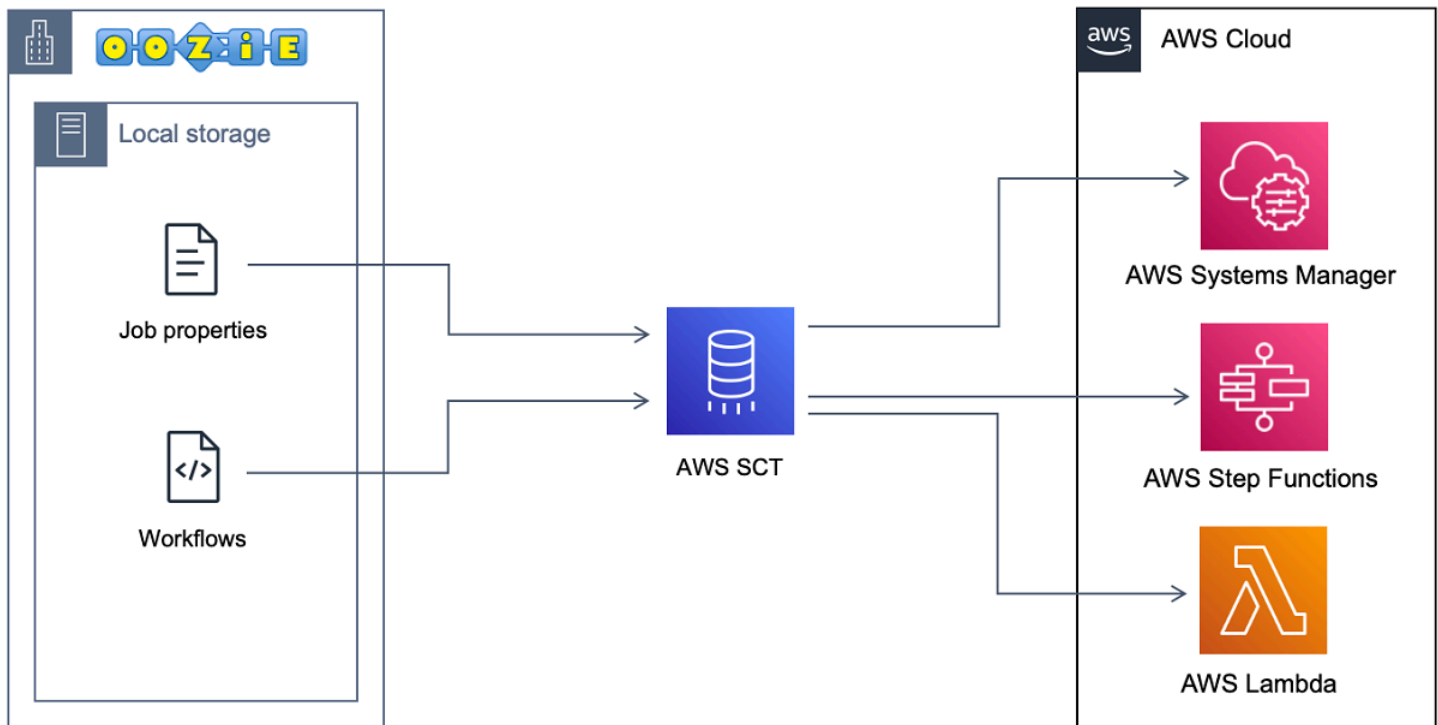 OOZiE
Local storage
Job properties
</>
Workflows
AWS SCT
aws
AWS Cloud
AWS Systems Manager
AWS Step Functions
AWS Lambda